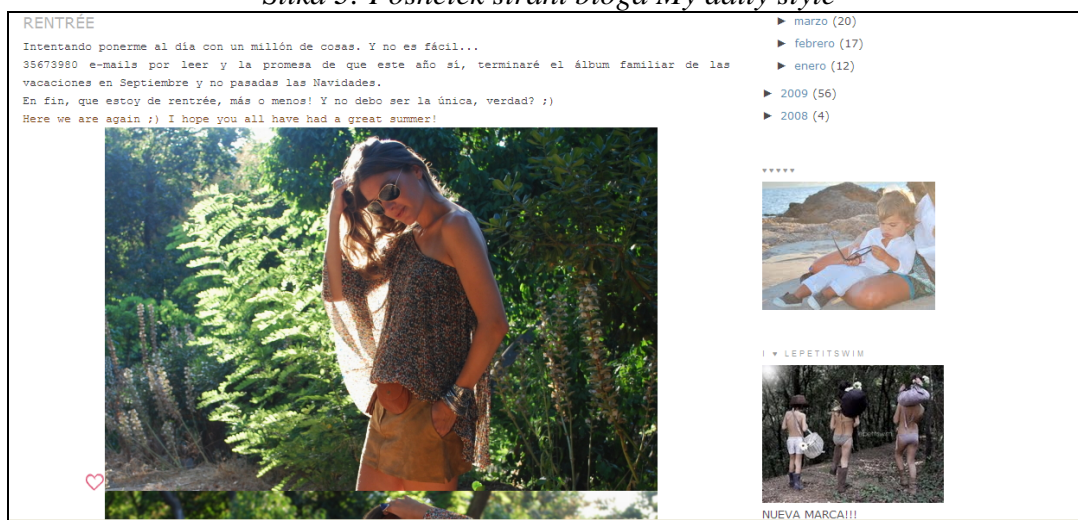 Slika 5: Posnetek strani bloga My daily style
RENTRÉE
Intentando ponerme al día con un millón de cosas. Y no es fácil...
35673980 e-mails por leer y la promesa de que este año sí, terminaré el álbum familiar de las
vacaciones en Septiembre y no pasadas las Navidades.
En fin, que estoy de rentrée, más o menos! Y no debo ser la única, verdad? ;)
Here we are again ;) I hope you all have had a great summer!
► marzo (20)
► febrero (17)
► enero (12)
► 2009 (56)
► 2008 (4)
♥♥♥♥♥
I ♥ LEPETITSWIM
NUEVA MARCA!!!